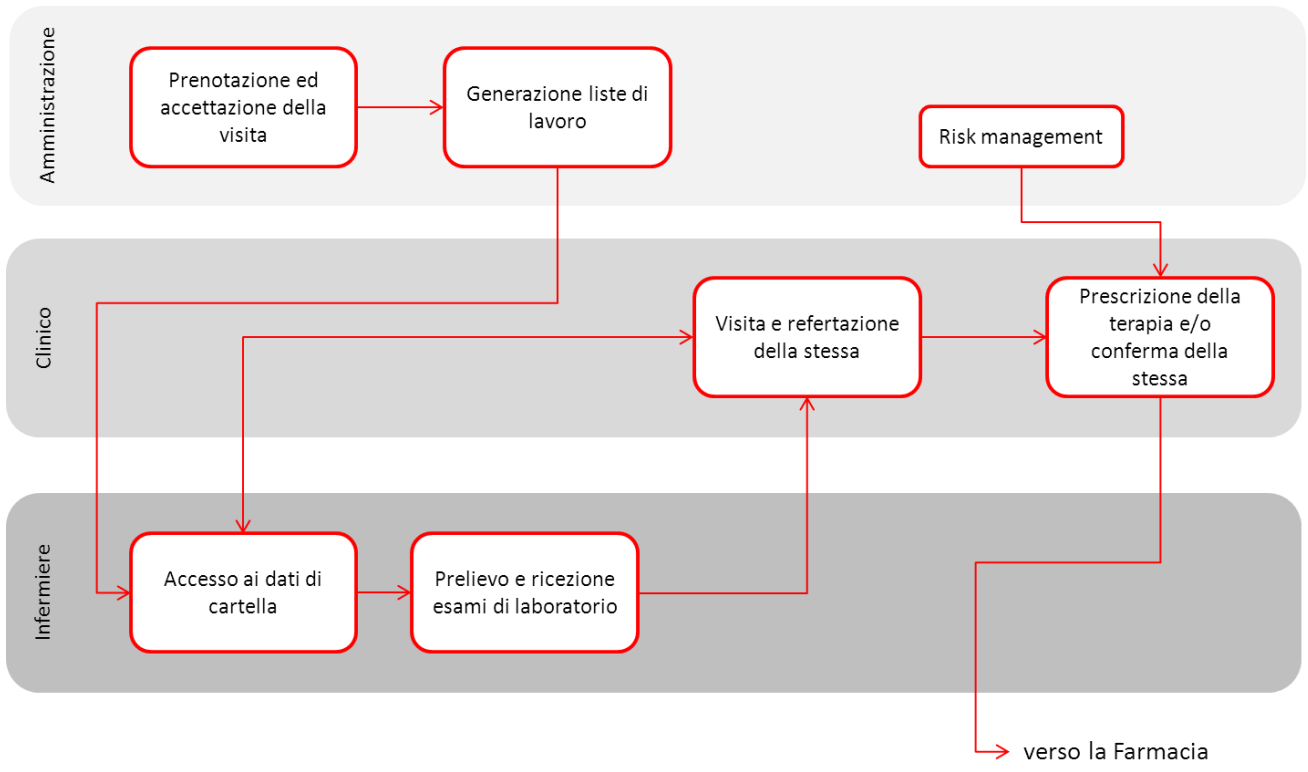 Amministrazione
Prenotazione ed
accettazione della
visita
Generazione liste di
lavoro
Risk management
Clinico
Visita e refertazione
della stessa
Prescrizione della
terapia e/o
conferma della
stessa
Infermiere
Accesso ai dati di
cartella
Prelievo e ricezione
esami di laboratorio
verso la Farmacia